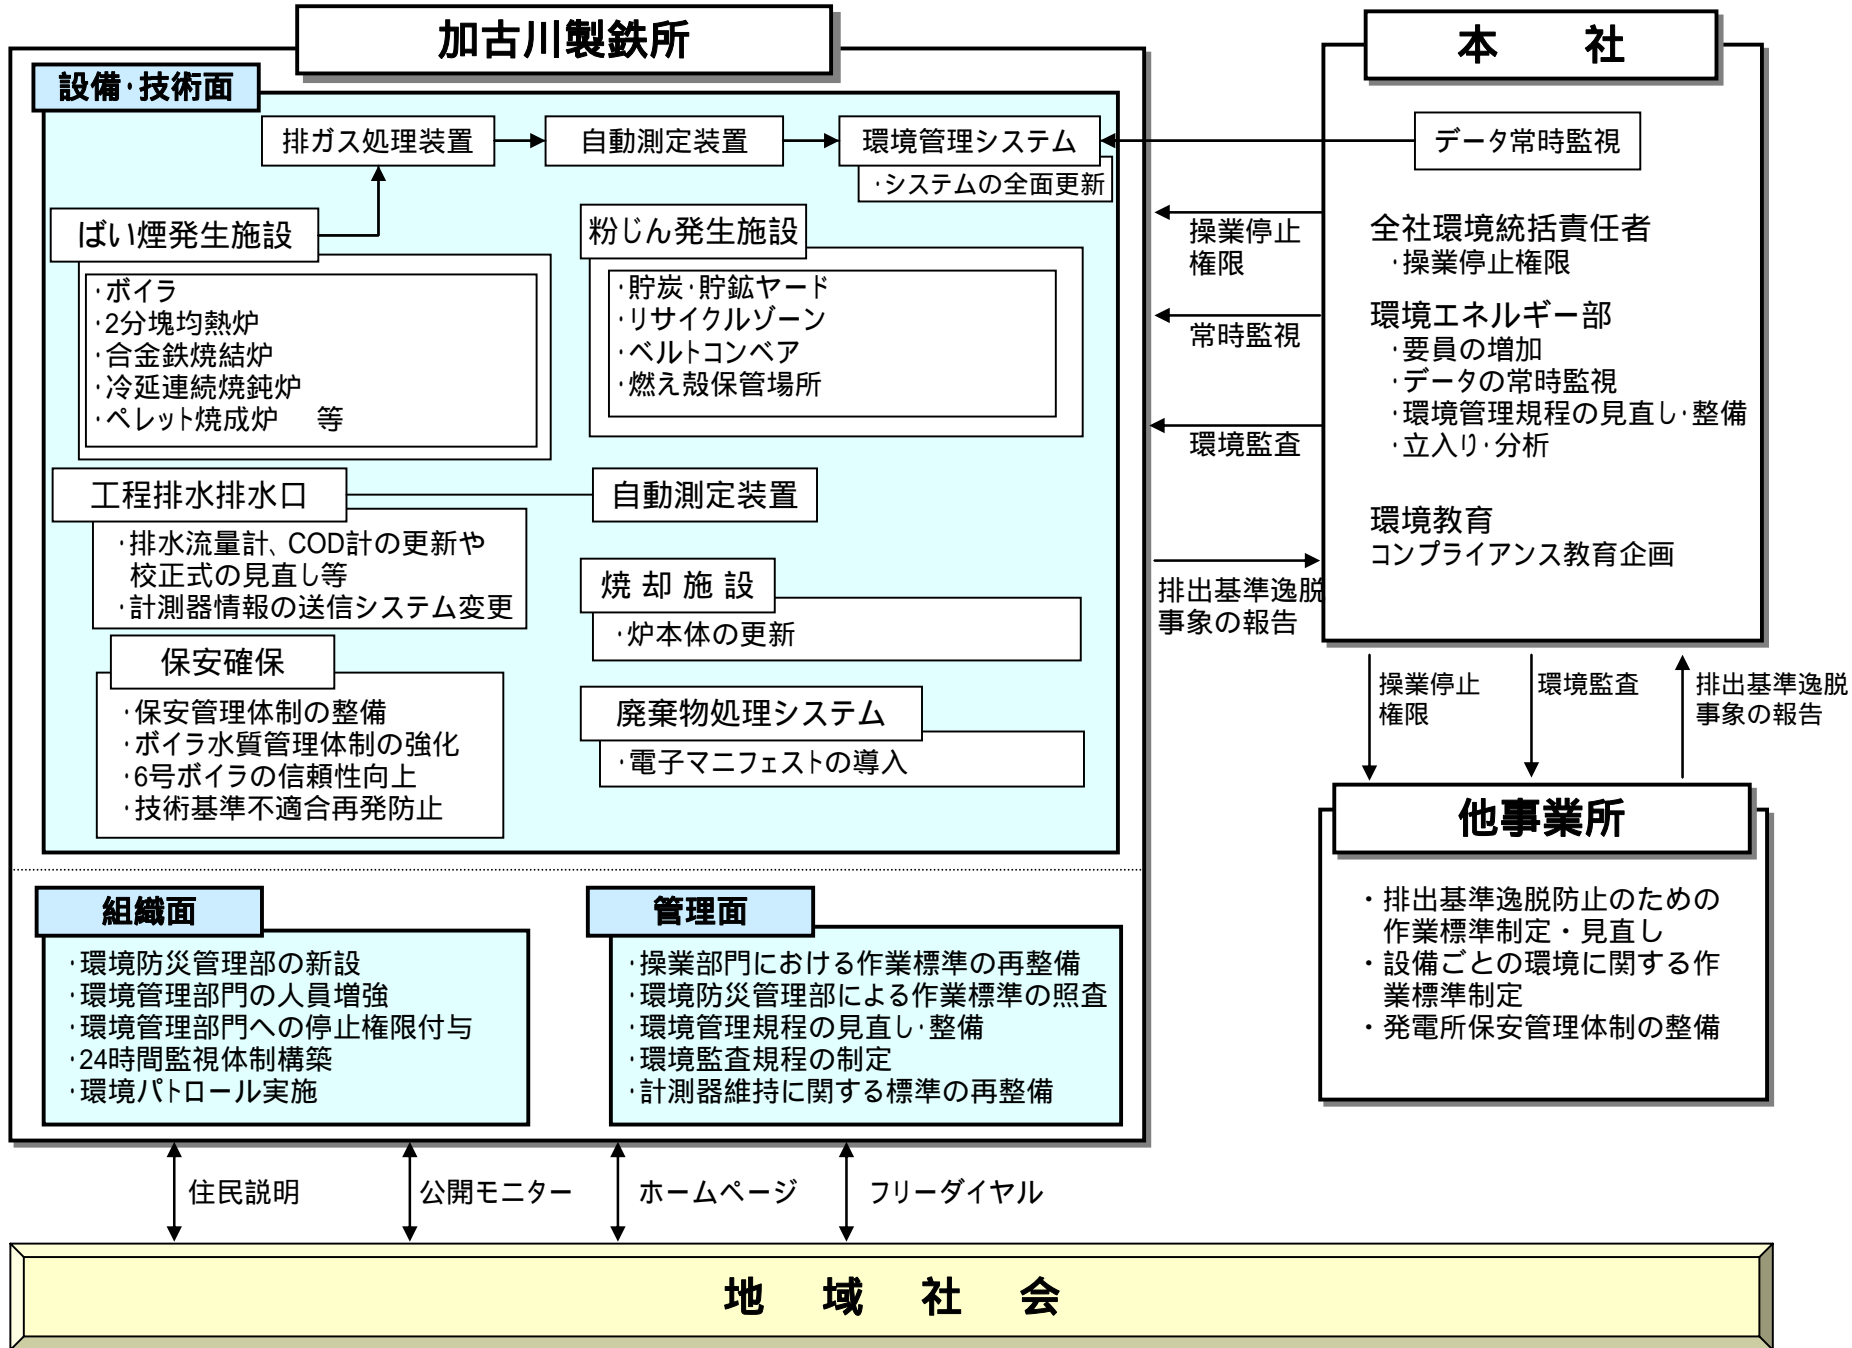 加古川製鉄所
設備・技術面
排ガス処理装置
自動測定装置
環境管理システム
・システムの全面更新
ばい煙発生施設
・ボイラ
・2分塊均熱炉
・合金鉄焼結炉
・冷延連続焼鈍炉
・ペレット焼成炉 等
粉じん発生施設
・貯炭・貯鉱ヤード
・リサイクルゾーン
・ベルトコンベア
・燃え殻保管場所
工程排水排水口
・排水流量計、COD計の更新や
校正式の見直し等
・計測器情報の送信システム変更
自動測定装置
焼 却 施 設
・炉本体の更新
保安確保
・保安管理体制の整備
・ボイラ水質管理体制の強化
・6号ボイラの信頼性向上
・技術基準不適合再発防止
廃棄物処理システム
・電子マニフェストの導入
組織面
・環境防災管理部の新設
・環境管理部門の人員増強
・環境管理部門への停止権限付与
・24時間監視体制構築
・環境パトロール実施
管理面
・操業部門における作業標準の再整備
・環境防災管理部による作業標準の照査
・環境管理規程の見直し・整備
・環境監査規程の制定
・計測器維持に関する標準の再整備
操業停止
権限
常時監視
環境監査
排出基準逸脱
事象の報告
本 社
データ常時監視
全社環境統括責任者
・操業停止権限
環境エネルギー部
・要員の増加
・データの常時監視
・環境管理規程の見直し・整備
・立入り・分析
環境教育
コンプライアンス教育企画
操業停止
権限
環境監査
排出基準逸脱
事象の報告
他事業所
・排出基準逸脱防止のための
作業標準制定・見直し
・設備ごとの環境に関する作
業標準制定
・発電所保安管理体制の整備
住民説明
公開モニター
ホームページ
フリーダイヤル
地 域 社 会